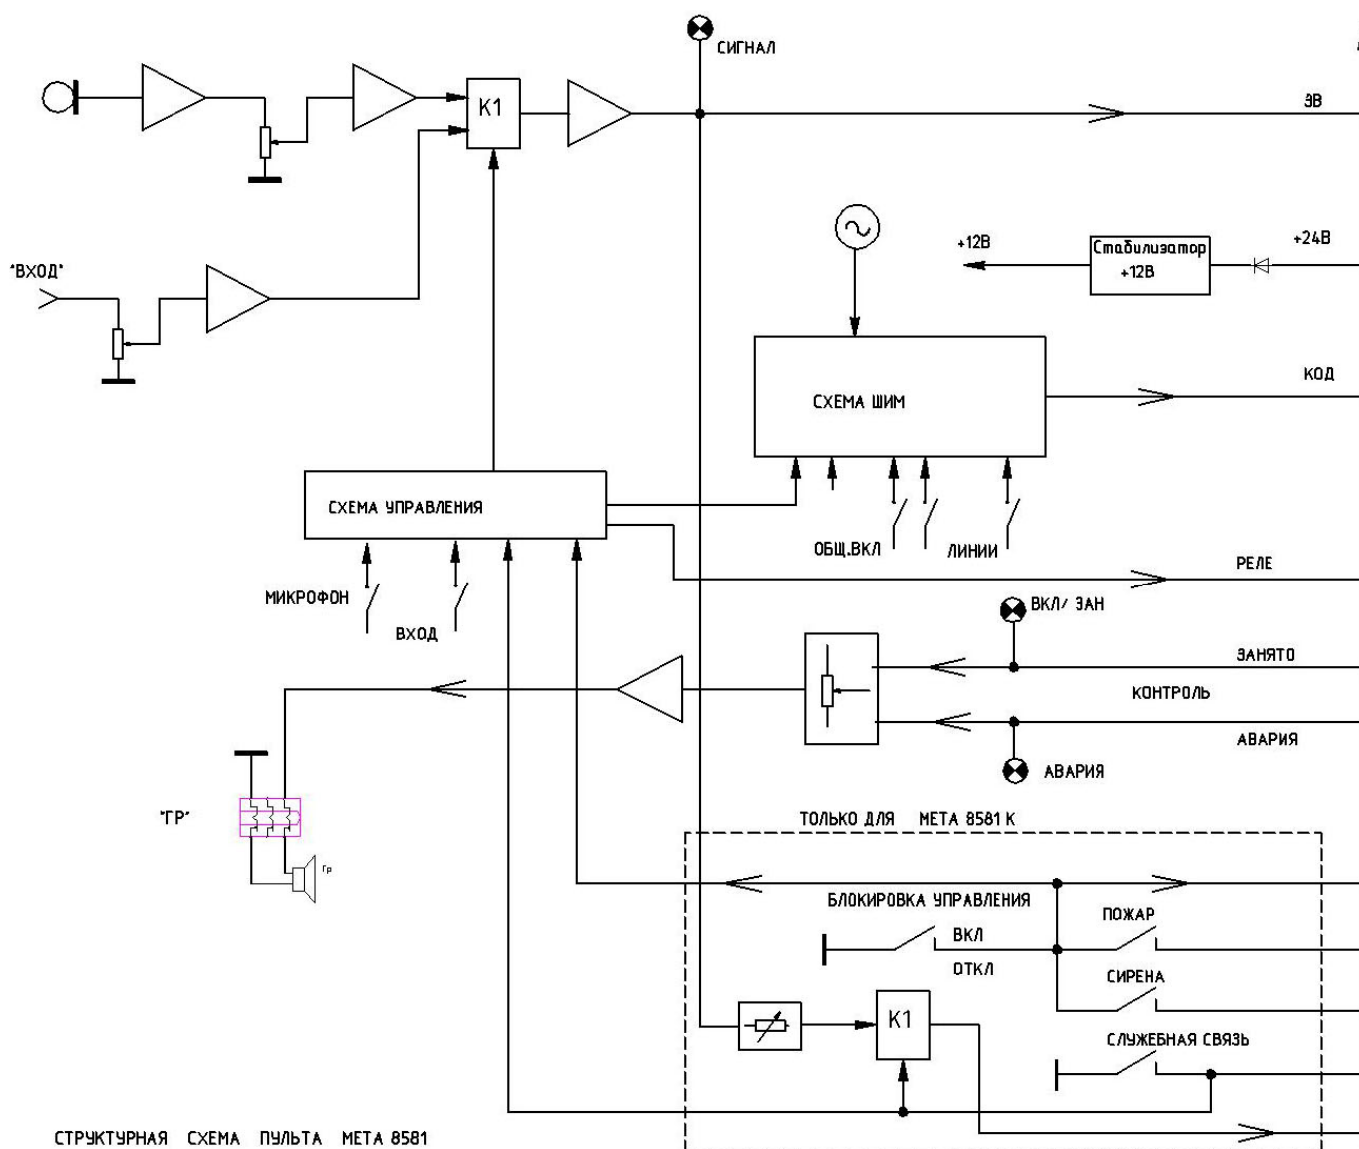 СИГНАЛ
К1
ЗВ
"ВХОД"
+12В
Стабилизатор
+12В
+24В
СХЕМА ШИМ
КОД
СХЕМА УПРАВЛЕНИЯ
ОБЩ.ВКЛ
ЛИНИИ
РЕЛЕ
МИКРОФОН
ВХОД
ВКЛ/ ЗАН
ЗАНЯТО
КОНТРОЛЬ
АВАРИЯ
АВАРИЯ
"ГР"
Гр
ТОЛЬКО ДЛЯ МЕТА 8581 К
БЛОКИРОВКА УПРАВЛЕНИЯ
ВКЛ
ОТКЛ
ПОЖАР
СИРЕНА
К1
СЛУЖЕБНАЯ СВЯЗЬ
СТРУКТУРНАЯ СХЕМА ПУЛЬТА МЕТА 8581